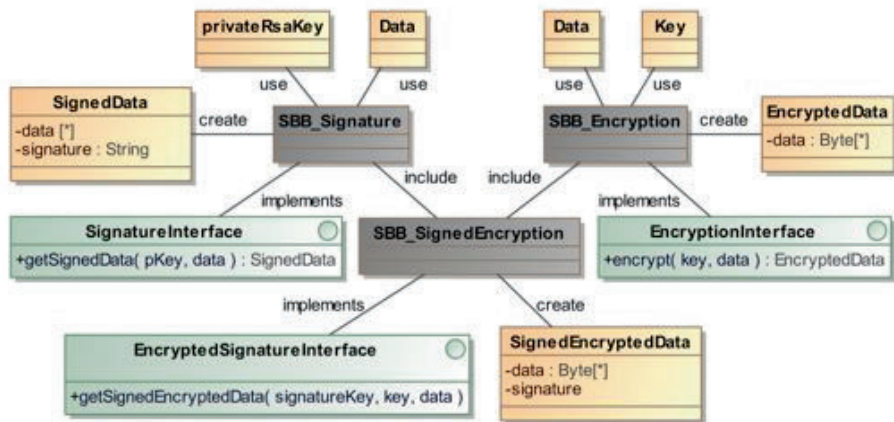 privateRsaKey
Data
Data
Key
use
use
use
use
SignedData
-data [*]
-signature : String
create
SBB_Signature
SBB_Encryption
create
EncryptedData
-data : Byte[*]
include
include
implements
implements
SignatureInterface
+getSignedData( pKey, data ) : SignedData
SBB_SignedEncryption
EncryptionInterface
+encrypt( key, data ) : EncryptedData
implements
create
EncryptedSignatureInterface
+getSignedEncryptedData( signatureKey, key, data )
SignedEncryptedData
-data : Byte[*]
-signature